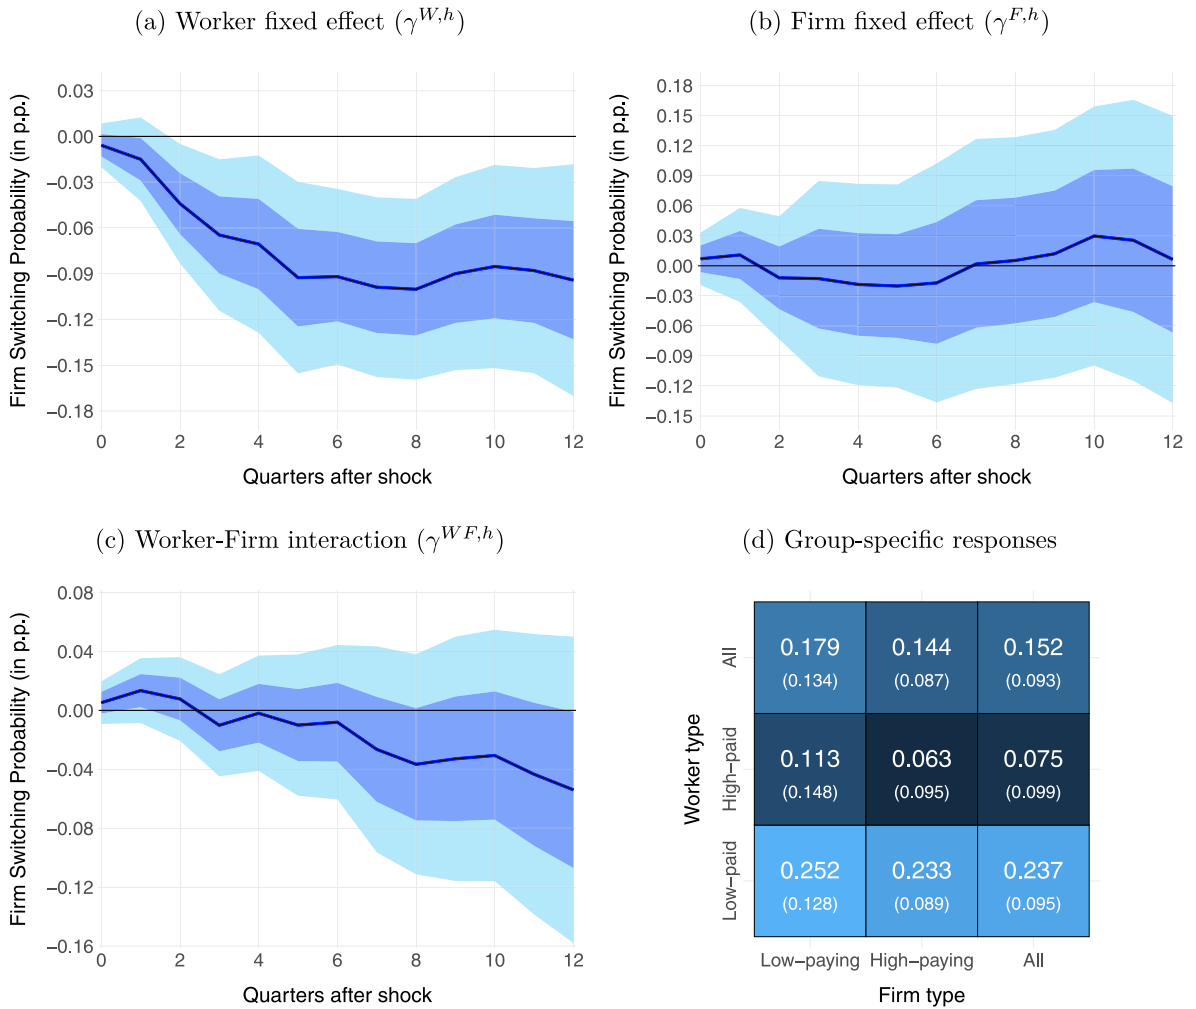 (a) Worker fixed effect (γ^{W,h})
Firm Switching Probability (in p.p.)
0.03
0.00
−0.03
−0.06
−0.09
−0.12
−0.15
−0.18
0 2 4 6 8 10 12
Quarters after shock
(b) Firm fixed effect (γ^{F,h})
Firm Switching Probability (in p.p.)
0.18
0.15
0.12
0.09
0.06
0.03
0.00
−0.03
−0.06
−0.09
−0.12
−0.15
0 2 4 6 8 10 12
Quarters after shock
(c) Worker-Firm interaction (γ^{WF,h})
Firm Switching Probability (in p.p.)
0.08
0.04
0.00
−0.04
−0.08
−0.12
−0.16
0 2 4 6 8 10 12
Quarters after shock
(d) Group-specific responses
Worker type
All
0.179 0.144 0.152
(0.134) (0.087) (0.093)
High−paid
0.113 0.063 0.075
(0.148) (0.095) (0.099)
Low−paid
0.252 0.233 0.237
(0.128) (0.089) (0.095)
Low−paying High−paying All
Firm type